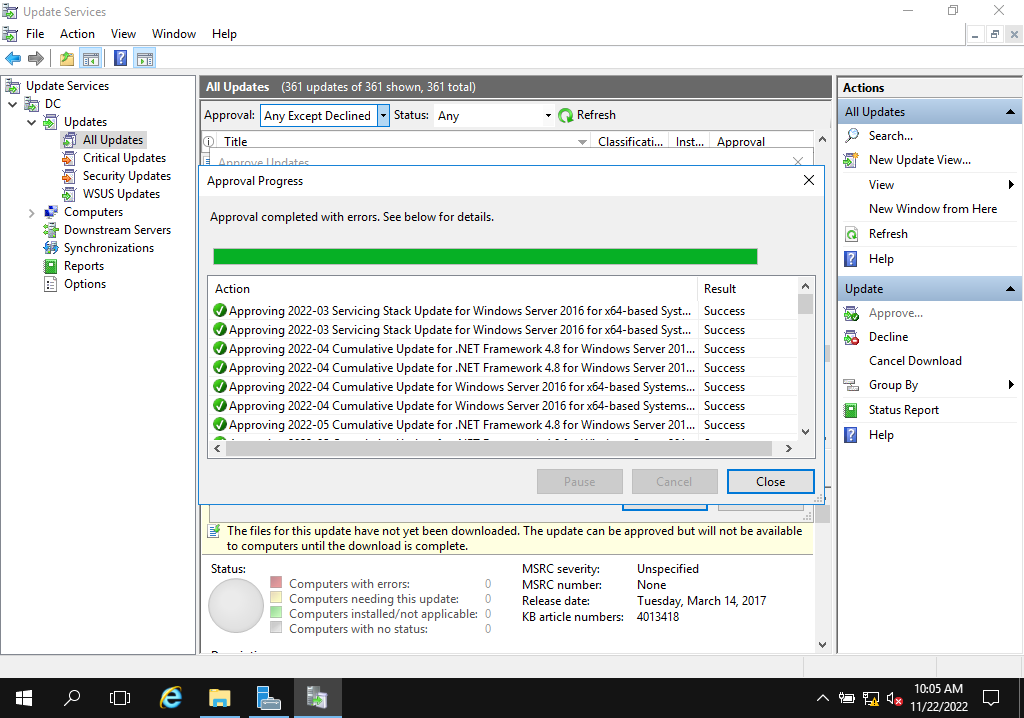 Update Services
File Action View Window Help
Update Services
DC
Updates
All Updates
Critical Updates
Security Updates
WSUS Updates
Computers
Downstream Servers
Synchronizations
Reports
Options
All Updates (361 updates of 361 shown, 361 total)
Approval: Any Except Declined Status: Any Refresh
Title Classificati... Inst... Approval
Approve Updates
Approval Progress
Approval completed with errors. See below for details.
Action Result
Approving 2022-03 Servicing Stack Update for Windows Server 2016 for x64-based Syst... Success
Approving 2022-03 Servicing Stack Update for Windows Server 2016 for x64-based Syst... Success
Approving 2022-04 Cumulative Update for .NET Framework 4.8 for Windows Server 201... Success
Approving 2022-04 Cumulative Update for .NET Framework 4.8 for Windows Server 201... Success
Approving 2022-04 Cumulative Update for Windows Server 2016 for x64-based Systems... Success
Approving 2022-04 Cumulative Update for Windows Server 2016 for x64-based Systems... Success
Approving 2022-05 Cumulative Update for .NET Framework 4.8 for Windows Server 201... Success
Pause Cancel Close
The files for this update have not yet been downloaded. The update can be approved but will not be available
to computers until the download is complete.
Status:
Computers with errors: 0
Computers needing this update: 0
Computers installed/not applicable: 0
Computers with no status: 0
MSRC severity: Unspecified
MSRC number: None
Release date: Tuesday, March 14, 2017
KB article numbers: 4013418
Actions
All Updates
Search...
New Update View...
View
New Window from Here
Refresh
Help
Update
Approve...
Decline
Cancel Download
Group By
Status Report
Help
10:05 AM
11/22/2022